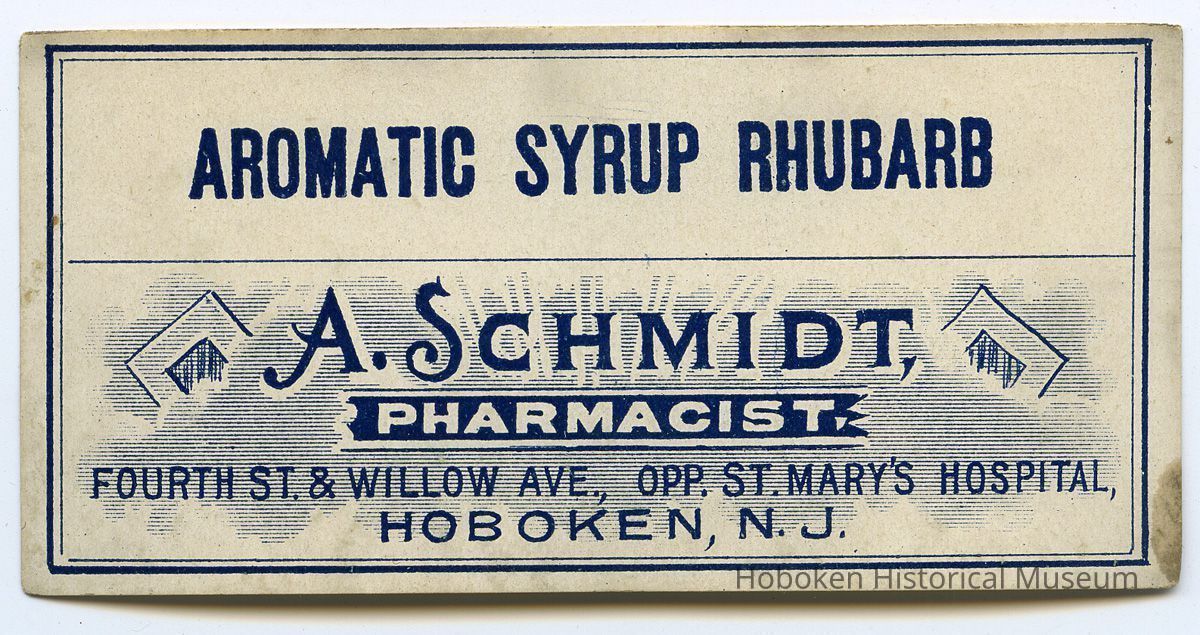 AROMATIC SYRUP RHUBARB
A. SCHMIDT,
PHARMACIST.
FOURTH ST. & WILLOW AVE., OPP. ST. MARY'S HOSPITAL,
HOBOKEN, N. J.
Hoboken Historical Museum